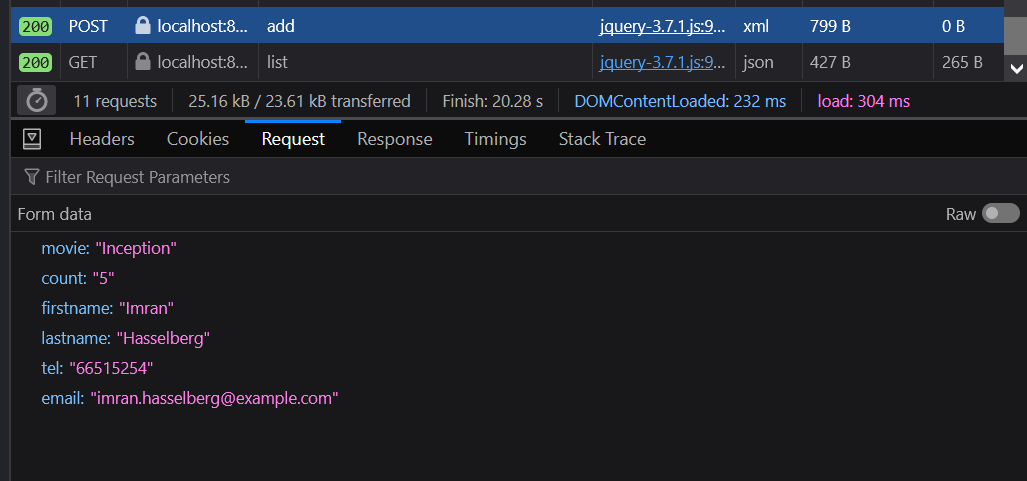 200 POST localhost:8... add jquery-3.7.1.js:9... xml 799 B 0 B
200 GET localhost:8... list jquery-3.7.1.js:9... json 427 B 265 B
11 requests 25.16 kB / 23.61 kB transferred Finish: 20.28 s DOMContentLoaded: 232 ms load: 304 ms
Headers Cookies Request Response Timings Stack Trace
Filter Request Parameters
Form data Raw
movie: "Inception"
count: "5"
firstname: "Imran"
lastname: "Hasselberg"
tel: "66515254"
email: "imran.hasselberg@example.com"